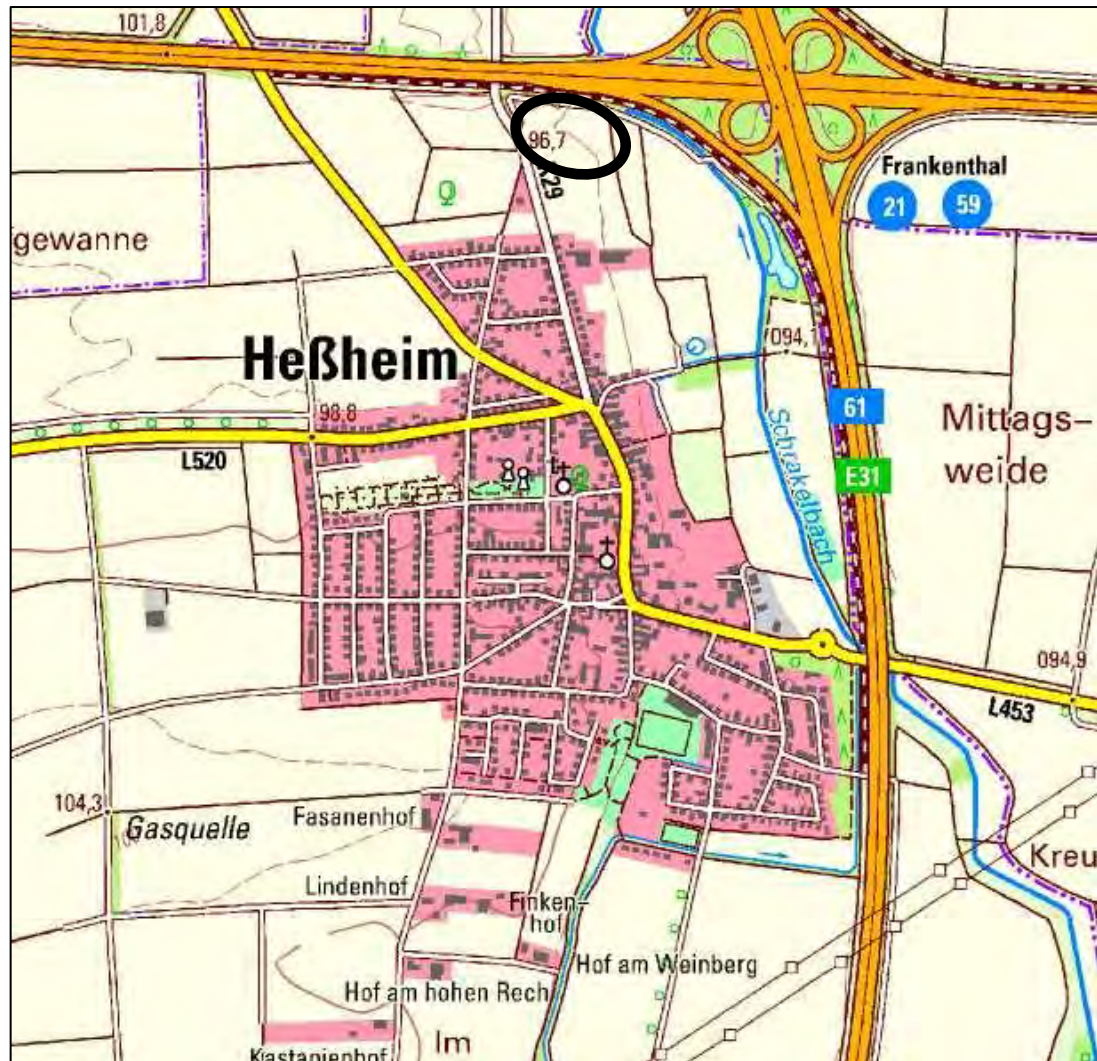 101,8
96,7
K29
Frankenthal
21
59
gewanne
094,1
Heßheim
98,8
L520
61
E31
Mittags-
weide
Schrakelbach
094,9
L453
104,3
Gasquelle
Fasanenhof
Lindenhof
Finken-
hof
Kreu
Hof am Weinberg
Hof am hohen Rech
Im
Kastanienhof